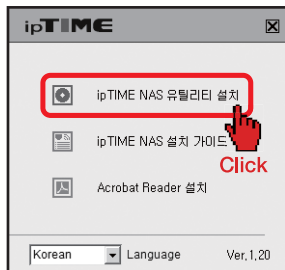 ipTIME
ipTIME NAS 유틸리티 설치
ipTIME NAS 설치 가이드
Click
Acrobat Reader 설치
Korean Language Ver.1.20